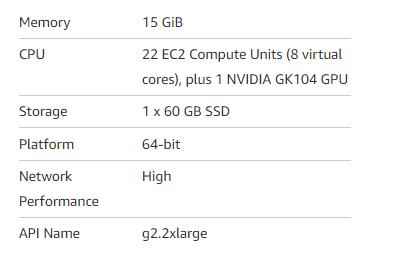 Memory 15 GiB
CPU 22 EC2 Compute Units (8 virtual
cores), plus 1 NVIDIA GK104 GPU
Storage 1 x 60 GB SSD
Platform 64-bit
Network High
Performance
API Name g2.2xlarge